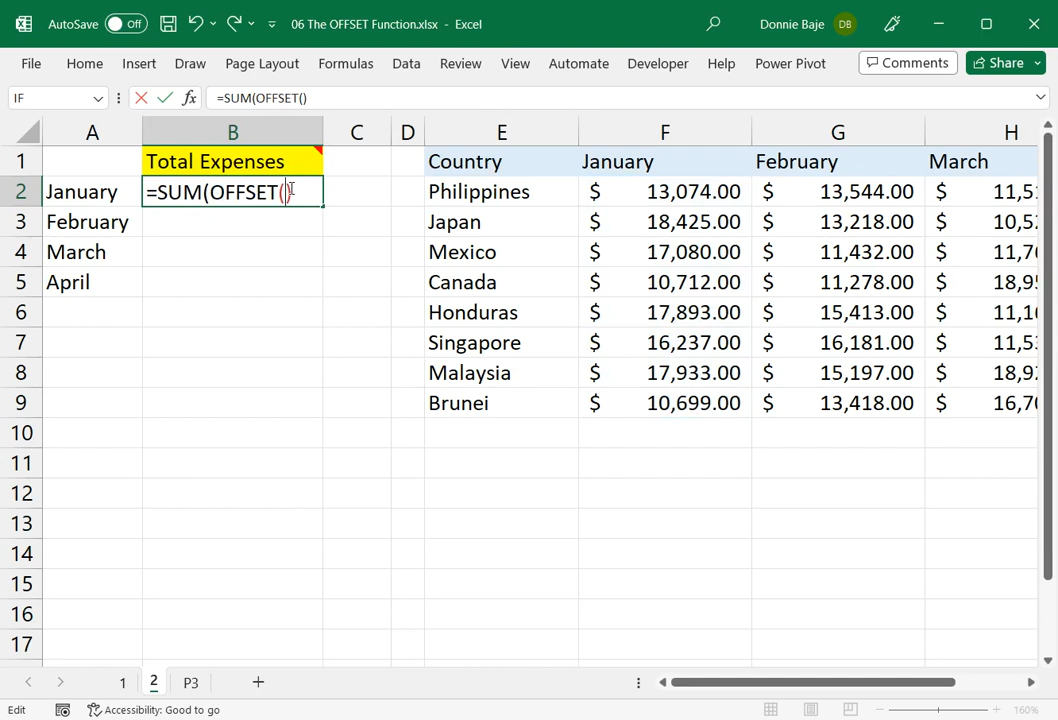 AutoSave Off 06 The OFFSET Function.xlsx - Excel Donnie Baje DB
File Home Insert Draw Page Layout Formulas Data Review View Automate Developer Help Power Pivot Comments Share
IF fx =SUM(OFFSET()
A B C D E F G H
1 Total Expenses Country January February March
2 January =SUM(OFFSET() Philippines $ 13,074.00 $ 13,544.00 $
3 February Japan $ 18,425.00 $ 13,218.00 $
4 March Mexico $ 17,080.00 $ 11,432.00 $
5 April Canada $ 10,712.00 $ 11,278.00 $
6 Honduras $ 17,893.00 $ 15,413.00 $
7 Singapore $ 16,237.00 $ 16,181.00 $
8 Malaysia $ 17,933.00 $ 15,197.00 $
9 Brunei $ 10,699.00 $ 13,418.00 $
10
11
12
13
14
15
16
17
1 2 P3
Edit Accessibility: Good to go 160%